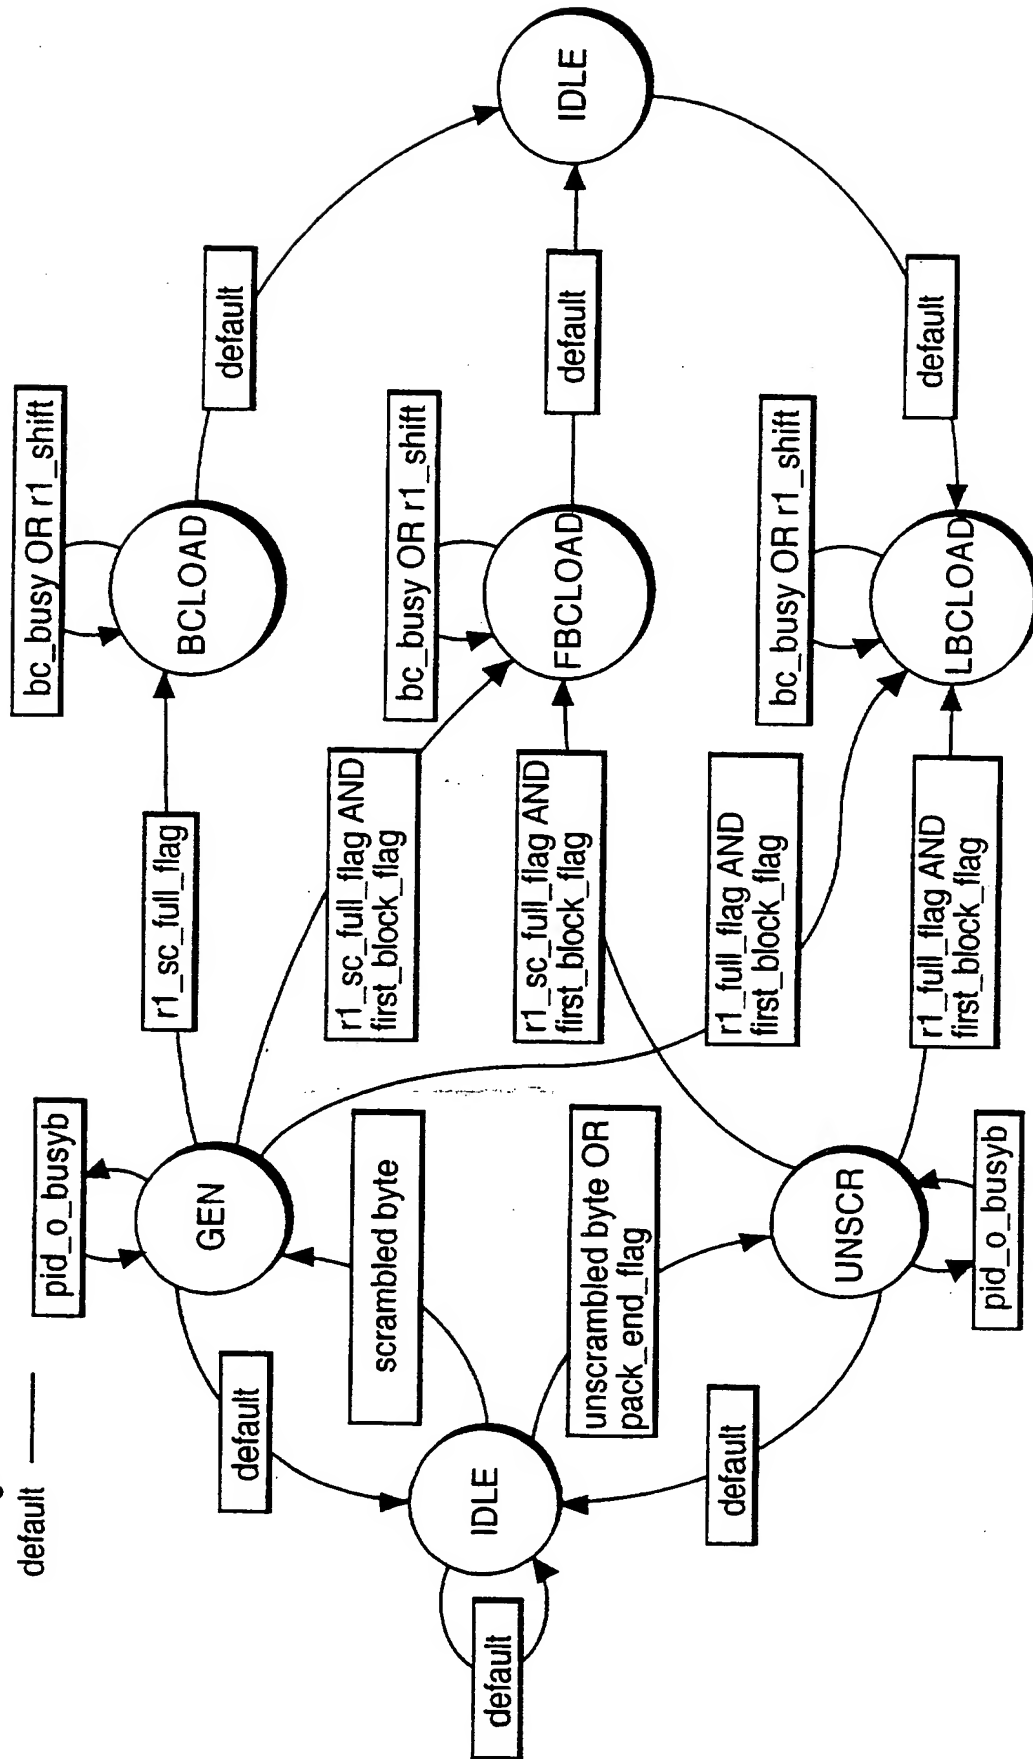 default
pid_o_busyb
bc_busy OR r1_shift
GEN
r1_sc_full_flag
BCLOAD
default
default
scrambled byte
r1_sc_full_flag AND
first_block_flag
bc_busy OR r1_shift
default
IDLE
r1_sc_full_flag AND
first_block_flag
FBCLOAD
default
IDLE
unscrambled byte OR
pack_end_flag
default
r1_full_flag AND
first_block_flag
bc_busy OR r1_shift
UNSCR
r1_full_flag AND
first_block_flag
LBCLOAD
default
pid_o_busyb